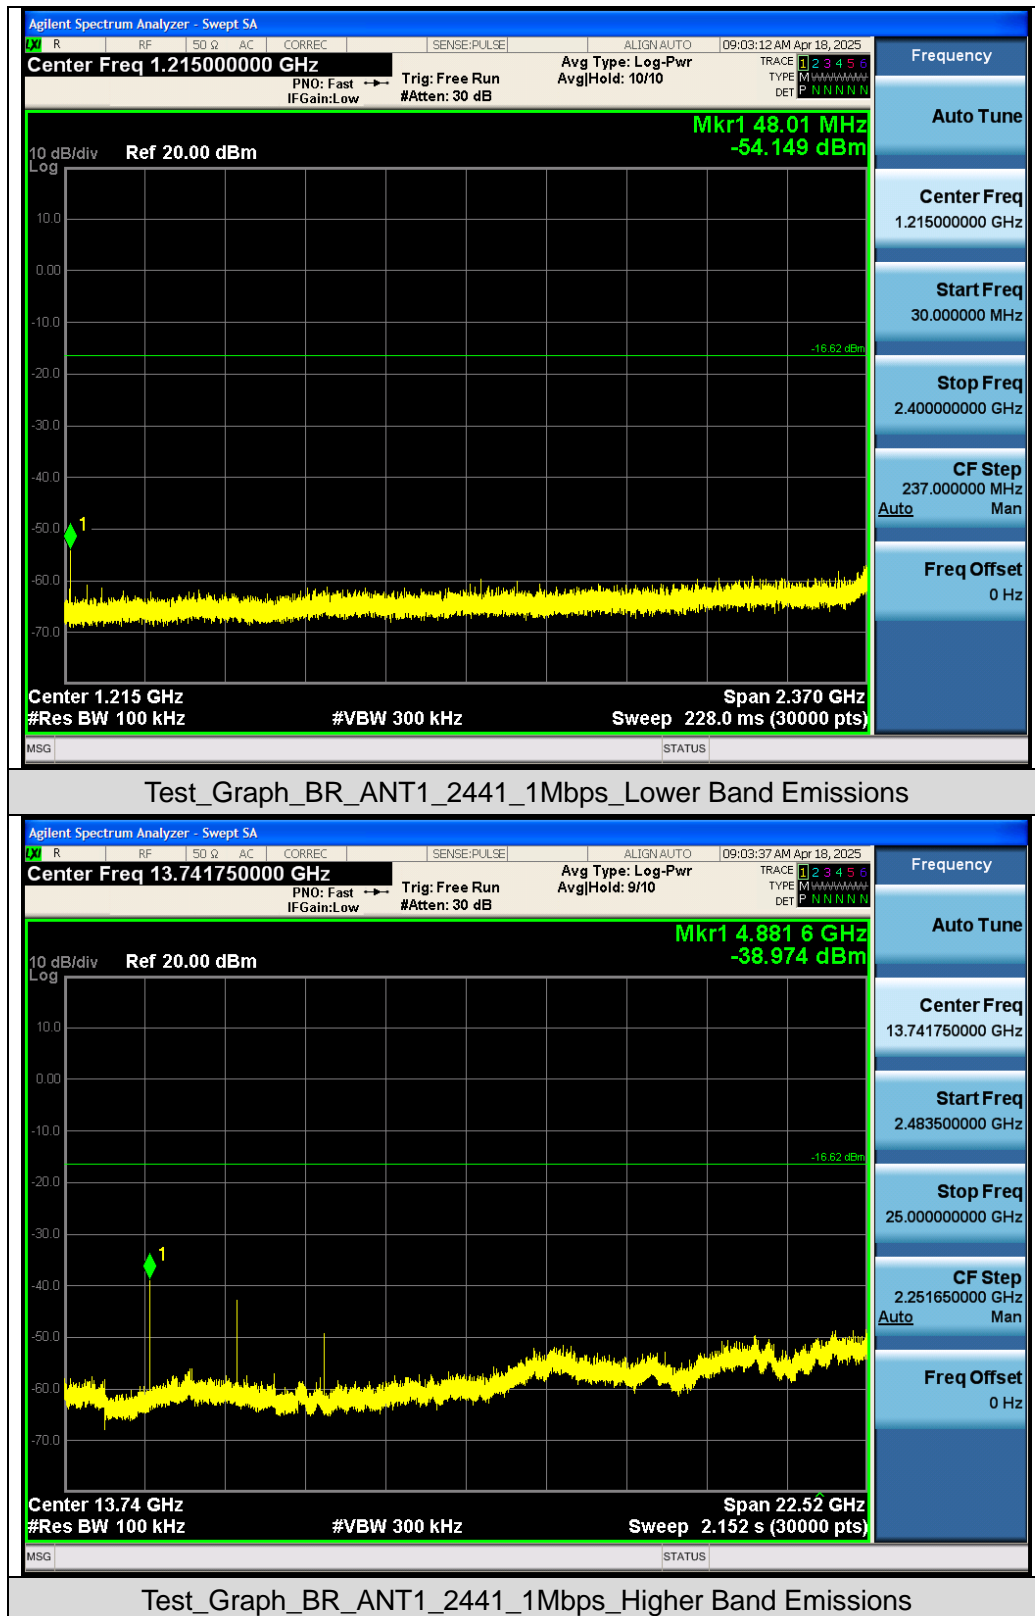 Agilent Spectrum Analyzer - Swept SA
LXI R RF 50 Ω AC CORREC SENSE:PULSE ALIGN AUTO 09:03:12 AM Apr 18, 2025
Center Freq 1.215000000 GHz
PNO: Fast
IFGain:Low
Trig: Free Run
#Atten: 30 dB
Avg Type: Log-Pwr
Avg|Hold: 10/10
TRACE 1 2 3 4 5 6
TYPE M
DET P N N N N N
Mkr1 48.01 MHz
-54.149 dBm
10 dB/div Ref 20.00 dBm
Log
10.0
0.00
-10.0
-16.62 dBm
-20.0
-30.0
-40.0
-50.0
1
-60.0
-70.0
Center 1.215 GHz Span 2.370 GHz
#Res BW 100 kHz #VBW 300 kHz Sweep 228.0 ms (30000 pts)
MSG STATUS
Frequency
Auto Tune
Center Freq
1.215000000 GHz
Start Freq
30.000000 MHz
Stop Freq
2.400000000 GHz
CF Step
237.000000 MHz
Auto Man
Freq Offset
0 Hz
Test_Graph_BR_ANT1_2441_1Mbps_Lower Band Emissions
Agilent Spectrum Analyzer - Swept SA
LXI R RF 50 Ω AC CORREC SENSE:PULSE ALIGN AUTO 09:03:37 AM Apr 18, 2025
Center Freq 13.741750000 GHz
PNO: Fast
IFGain:Low
Trig: Free Run
#Atten: 30 dB
Avg Type: Log-Pwr
Avg|Hold: 9/10
TRACE 1 2 3 4 5 6
TYPE M
DET P N N N N N
Mkr1 4.881 6 GHz
-38.974 dBm
10 dB/div Ref 20.00 dBm
Log
10.0
0.00
-10.0
-16.62 dBm
-20.0
-30.0
1
-40.0
-50.0
-60.0
-70.0
Center 13.74 GHz Span 22.52 GHz
#Res BW 100 kHz #VBW 300 kHz Sweep 2.152 s (30000 pts)
MSG STATUS
Frequency
Auto Tune
Center Freq
13.741750000 GHz
Start Freq
2.483500000 GHz
Stop Freq
25.000000000 GHz
CF Step
2.251650000 GHz
Auto Man
Freq Offset
0 Hz
Test_Graph_BR_ANT1_2441_1Mbps_Higher Band Emissions